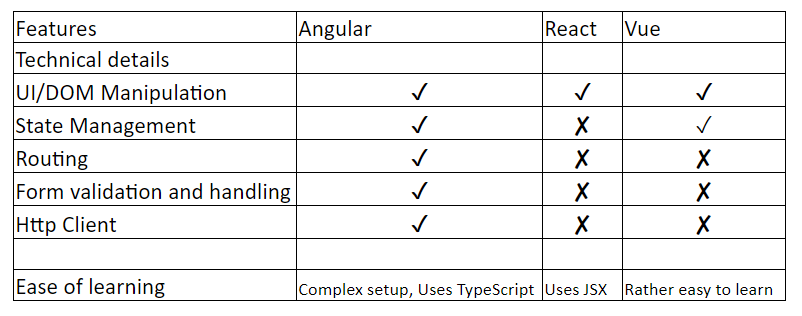 Features Angular React Vue
Technical details
UI/DOM Manipulation ✓ ✓ ✓
State Management ✓ ✗ ✓
Routing ✓ ✗ ✗
Form validation and handling ✓ ✗ ✗
Http Client ✓ ✗ ✗
Ease of learning Complex setup, Uses TypeScript Uses JSX Rather easy to learn